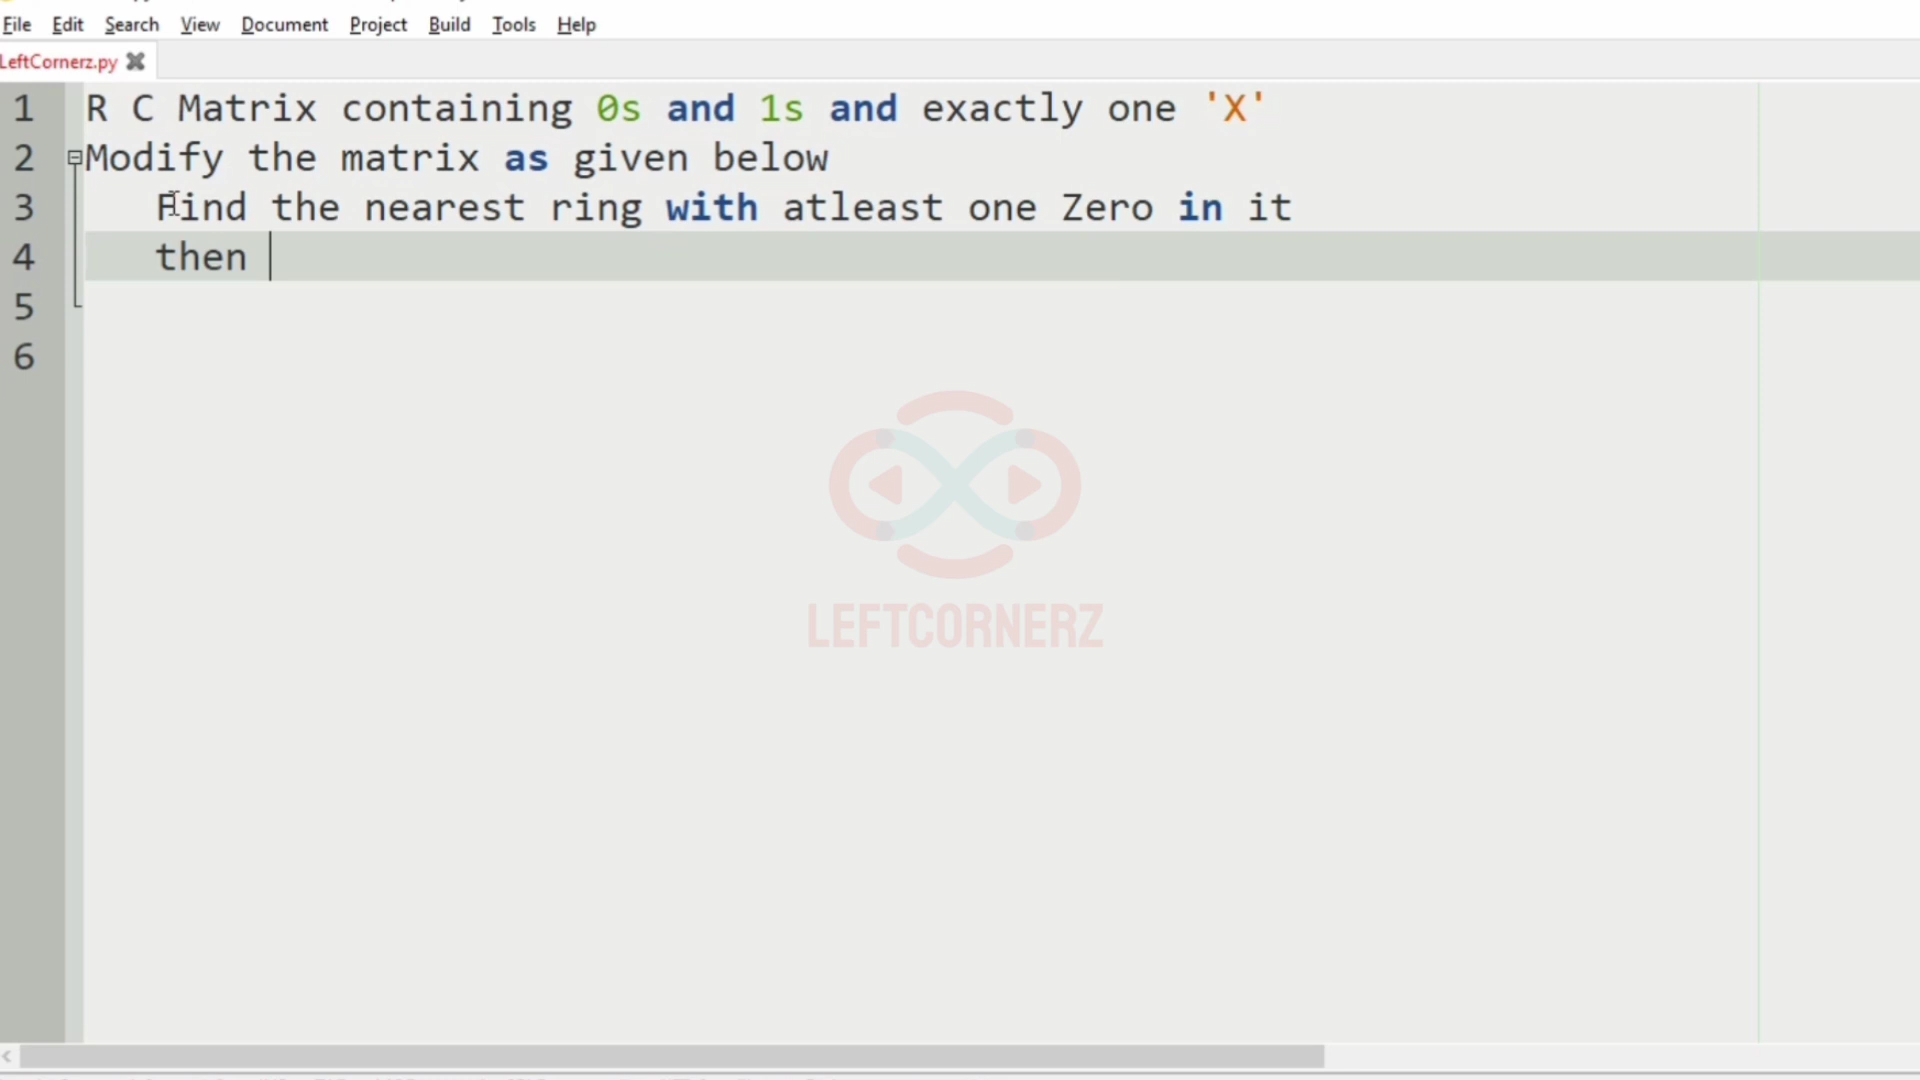 File Edit Search View Document Project Build Tools Help
LeftCornerz.py
1 R C Matrix containing 0s and 1s and exactly one 'X'
2 Modify the matrix as given below
3 Find the nearest ring with atleast one Zero in it
4 then
5
6
LEFTCORNERZ